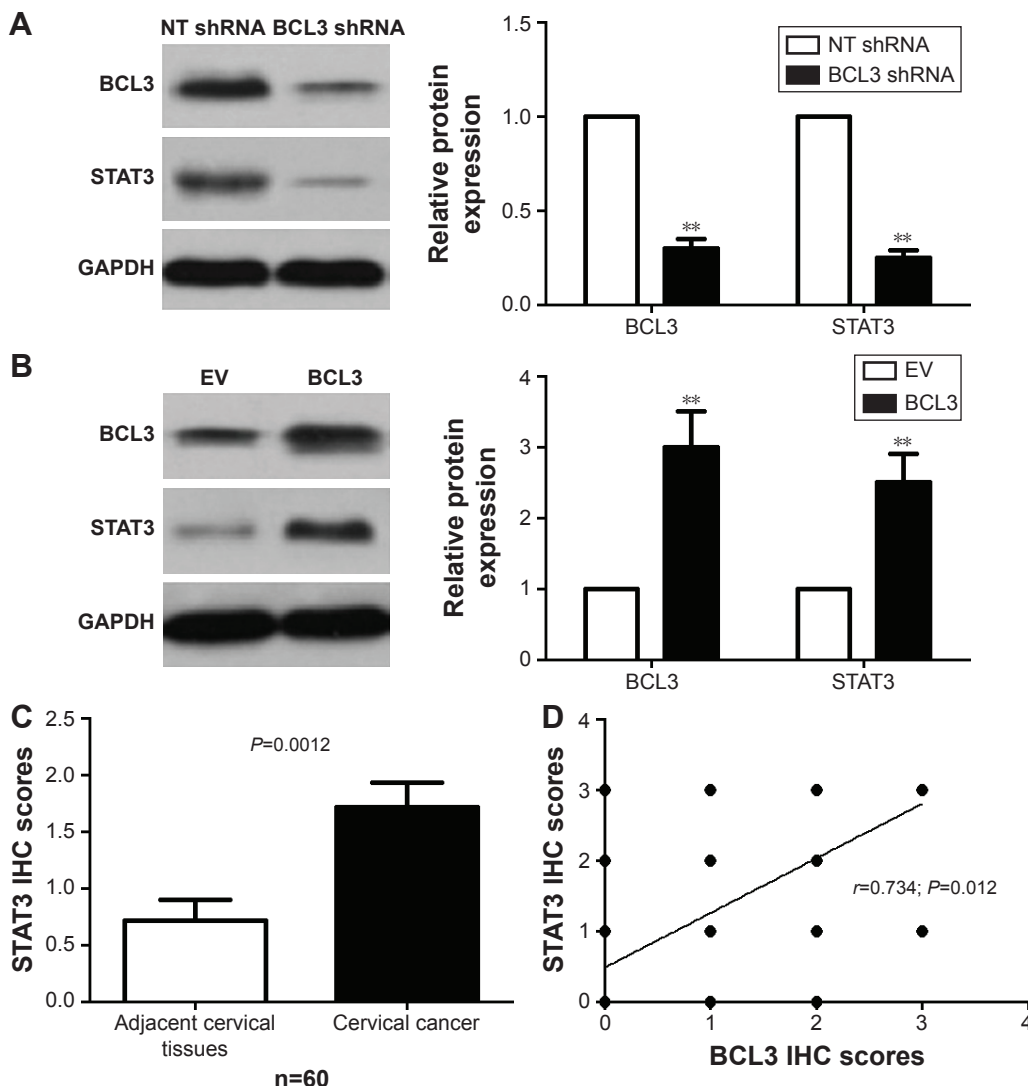 A
NT shRNA BCL3 shRNA
BCL3
STAT3
GAPDH
Relative protein
expression
1.5
1.0
0.5
0.0
NT shRNA
BCL3 shRNA
**
**
BCL3
STAT3
B
EV
BCL3
BCL3
STAT3
GAPDH
Relative protein
expression
4
3
2
1
0
EV
BCL3
**
**
BCL3
STAT3
C
STAT3 IHC scores
2.5
2.0
1.5
1.0
0.5
0.0
P=0.0012
Adjacent cervical
tissues
Cervical cancer
n=60
D
STAT3 IHC scores
4
3
2
1
0
r=0.734; P=0.012
0
1
2
3
4
BCL3 IHC scores